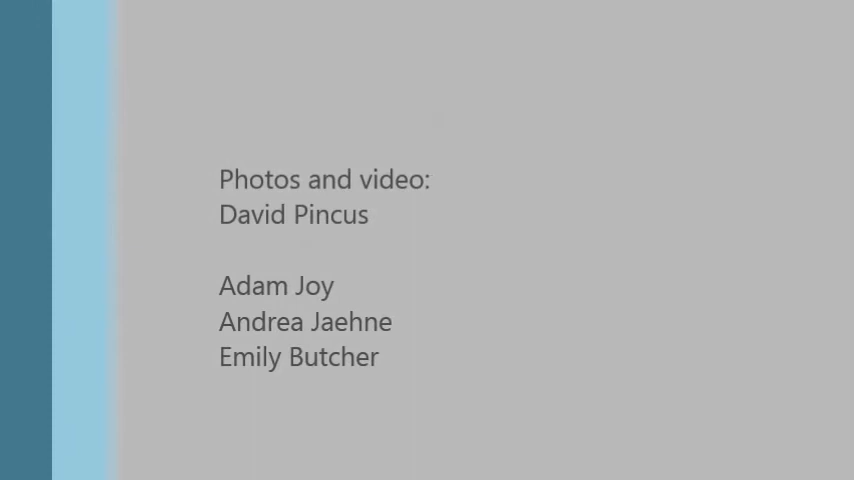 Photos and video:
David Pincus
Adam Joy
Andrea Jaehne
Emily Butcher